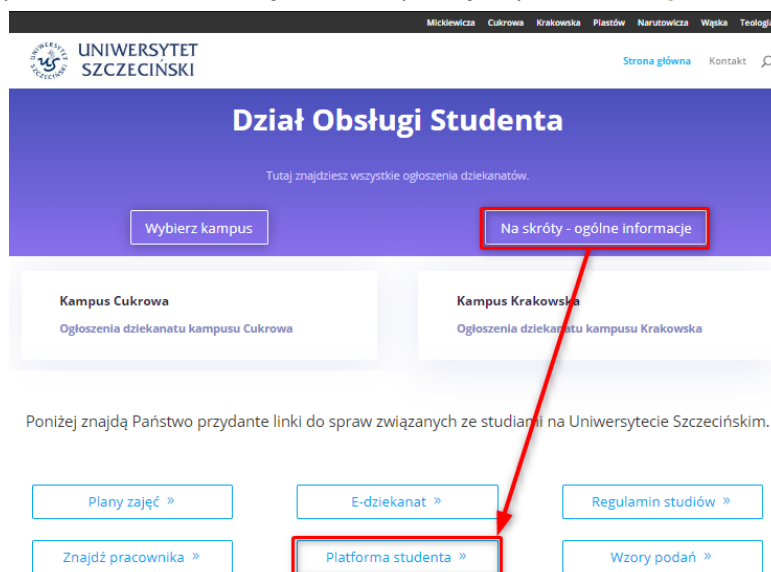 Mickiewicza Cukrowa Krakowska Piastów Narutowicza Wąska Teologia
UNIWERSYTET
SZCZECIŃSKI
Strona główna Kontakt
Dział Obsługi Studenta
Tutaj znajdziesz wszystkie ogłoszenia dziekanatów.
Wybierz kampus
Na skróty - ogólne informacje
Kampus Cukrowa
Kampus Krakowska
Ogłoszenia dziekanatu kampusu Cukrowa
Ogłoszenia dziekanatu kampusu Krakowska
Poniżej znajdą Państwo przydante linki do spraw związanych ze studiami na Uniwersytecie Szczecińskim.
Plany zajęć »
E-dziekanat »
Regulamin studiów »
Znajdź pracownika »
Platforma studenta »
Wzory podań »